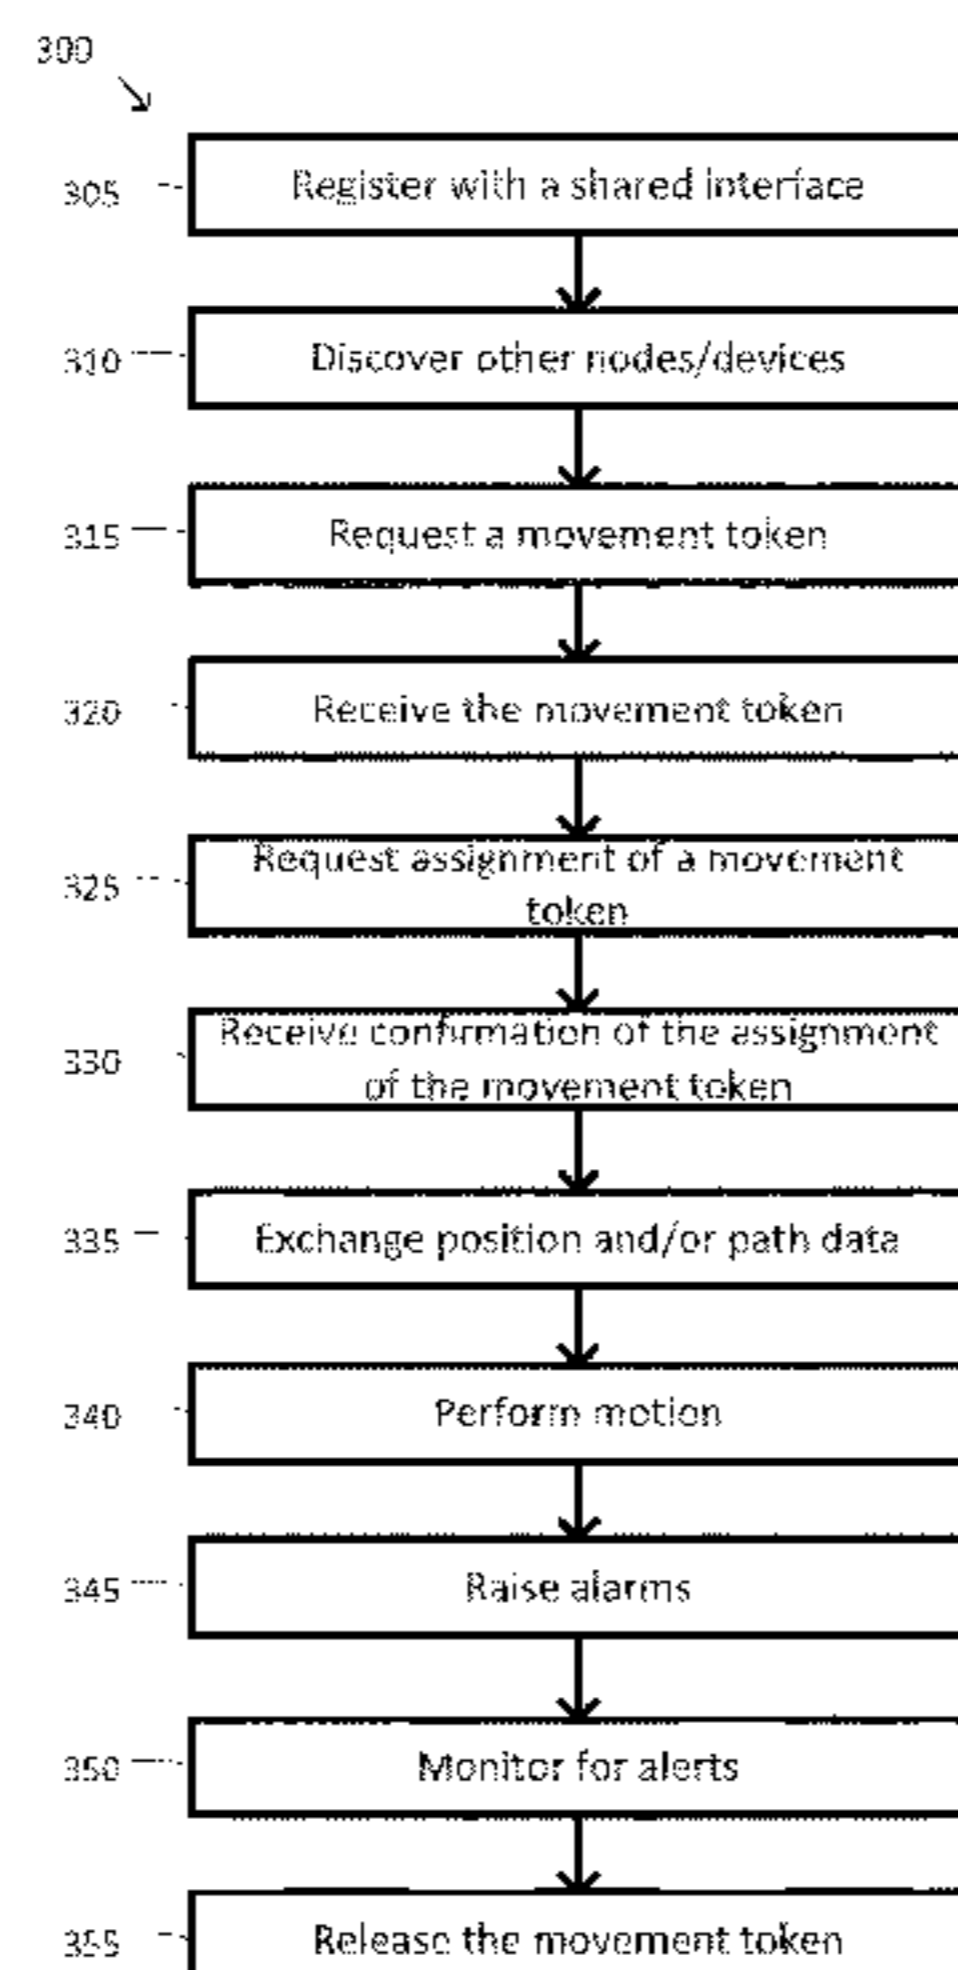 300
305
Register with a shared interface
310
Discover other nodes/devices
315
Request a movement token
320
Receive the movement token
325
Request assignment of a movement
token
330
Receive confirmation of the assignment
of the movement token
335
Exchange position and/or path data
340
Perform motion
345
Raise alarms
350
Monitor for alerts
355
Release the movement token